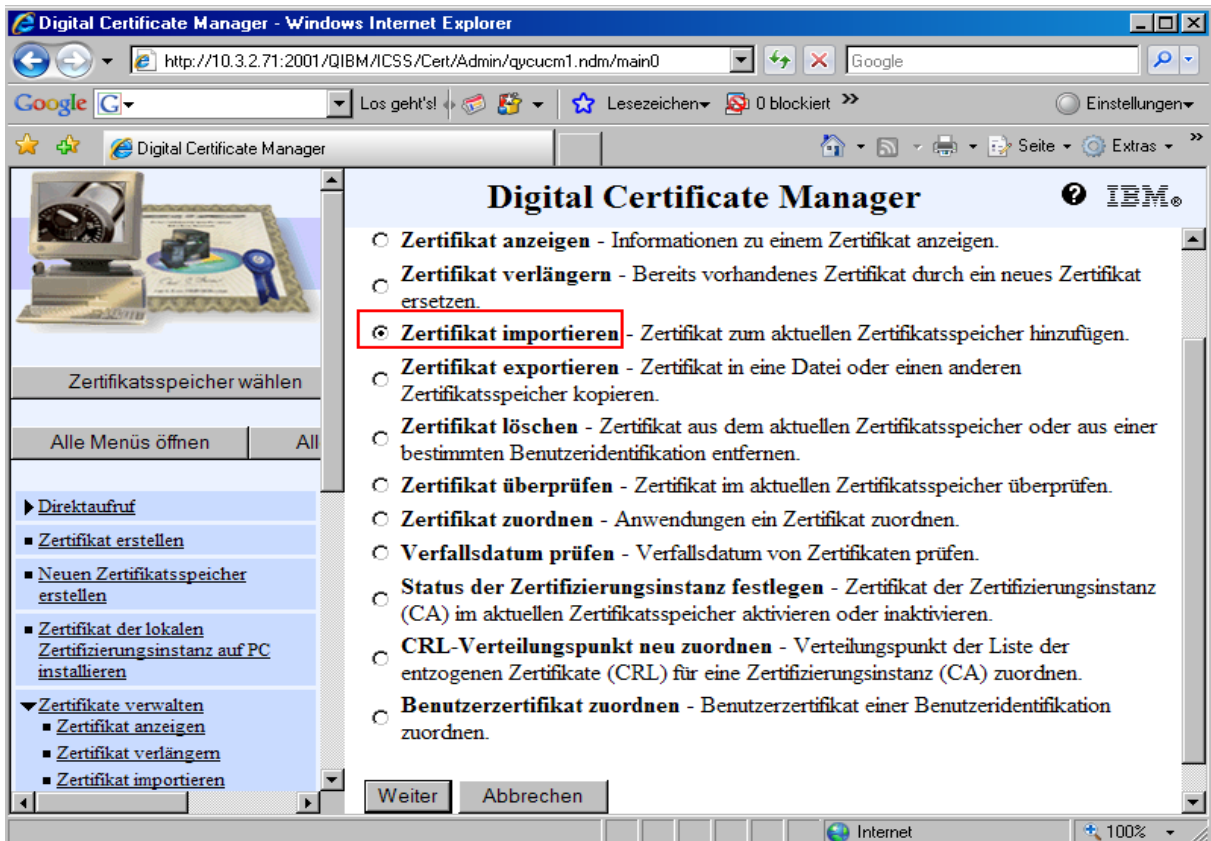 Digital Certificate Manager - Windows Internet Explorer
http://10.3.2.71:2001/QIBM/ICSS/Cert/Admin/qycucm1.ndm/main0
Google
Google
Los geht's!
Lesezeichen
0 blockiert
Einstellungen
Digital Certificate Manager
Seite
Extras
Digital Certificate Manager
IBM®
Zertifikatsspeicher wählen
Alle Menüs öffnen
All
Direktaufruf
Zertifikat erstellen
Neuen Zertifikatsspeicher
erstellen
Zertifikat der lokalen
Zertifizierungsinstanz auf PC
installieren
Zertifikate verwalten
Zertifikat anzeigen
Zertifikat verlängern
Zertifikat importieren
Zertifikat anzeigen - Informationen zu einem Zertifikat anzeigen.
Zertifikat verlängern - Bereits vorhandenes Zertifikat durch ein neues Zertifikat
ersetzen.
Zertifikat importieren - Zertifikat zum aktuellen Zertifikatsspeicher hinzufügen.
Zertifikat exportieren - Zertifikat in eine Datei oder einen anderen
Zertifikatsspeicher kopieren.
Zertifikat löschen - Zertifikat aus dem aktuellen Zertifikatsspeicher oder aus einer
bestimmten Benutzeridentifikation entfernen.
Zertifikat überprüfen - Zertifikat im aktuellen Zertifikatsspeicher überprüfen.
Zertifikat zuordnen - Anwendungen ein Zertifikat zuordnen.
Verfallsdatum prüfen - Verfallsdatum von Zertifikaten prüfen.
Status der Zertifizierungsinstanz festlegen - Zertifikat der Zertifizierungsinstanz
(CA) im aktuellen Zertifikatsspeicher aktivieren oder inaktivieren.
CRL-Verteilungspunkt neu zuordnen - Verteilungspunkt der Liste der
entzogenen Zertifikate (CRL) für eine Zertifizierungsinstanz (CA) zuordnen.
Benutzerzertifikat zuordnen - Benutzerzertifikat einer Benutzeridentifikation
zuordnen.
Weiter
Abbrechen
Internet
100%